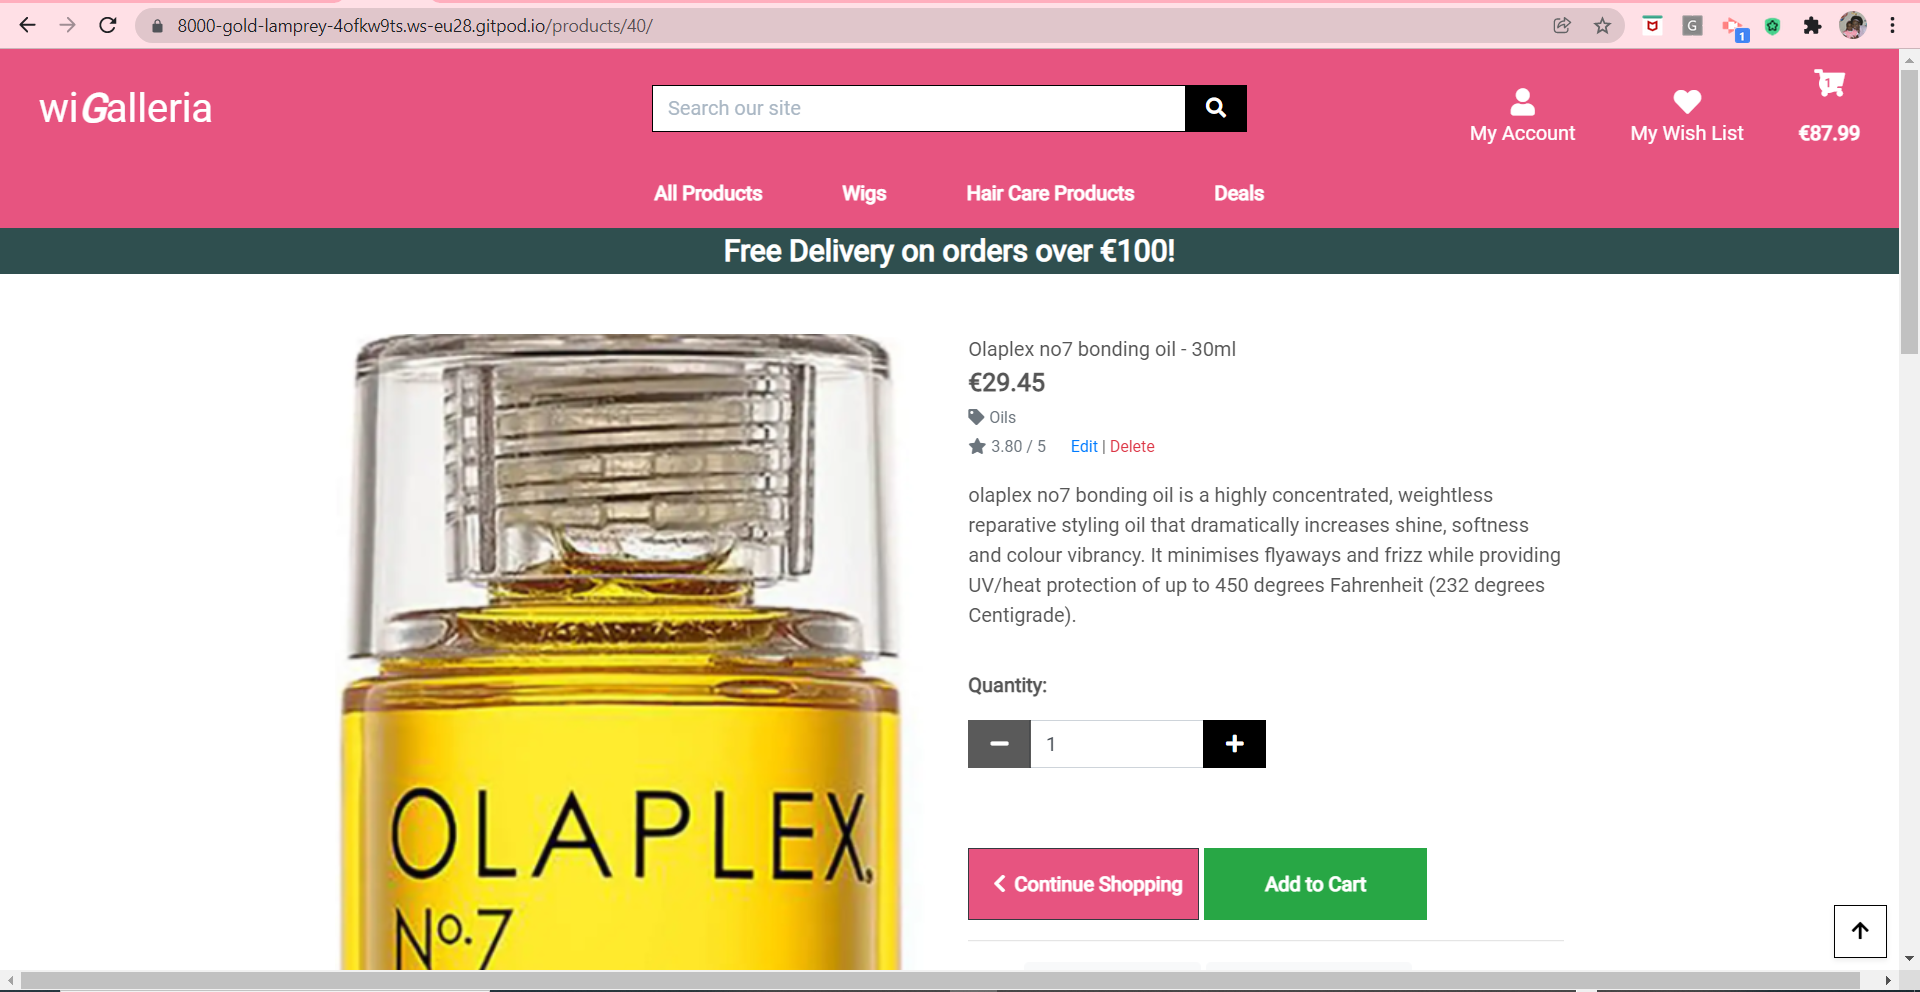 8000-gold-lamprey-4ofkw9ts.ws-eu28.gitpod.io/products/40/
G
1
wiGalleria
Search our site
My Account
My Wish List
1
€87.99
All Products
Wigs
Hair Care Products
Deals
Free Delivery on orders over €100!
Olaplex no7 bonding oil - 30ml
€29.45
Oils
3.80 / 5
Edit | Delete
olaplex no7 bonding oil is a highly concentrated, weightless
reparative styling oil that dramatically increases shine, softness
and colour vibrancy. It minimises flyaways and frizz while providing
UV/heat protection of up to 450 degrees Fahrenheit (232 degrees
Centigrade).
Quantity:
1
Continue Shopping
Add to Cart
OLAPLEX.
Nº.7